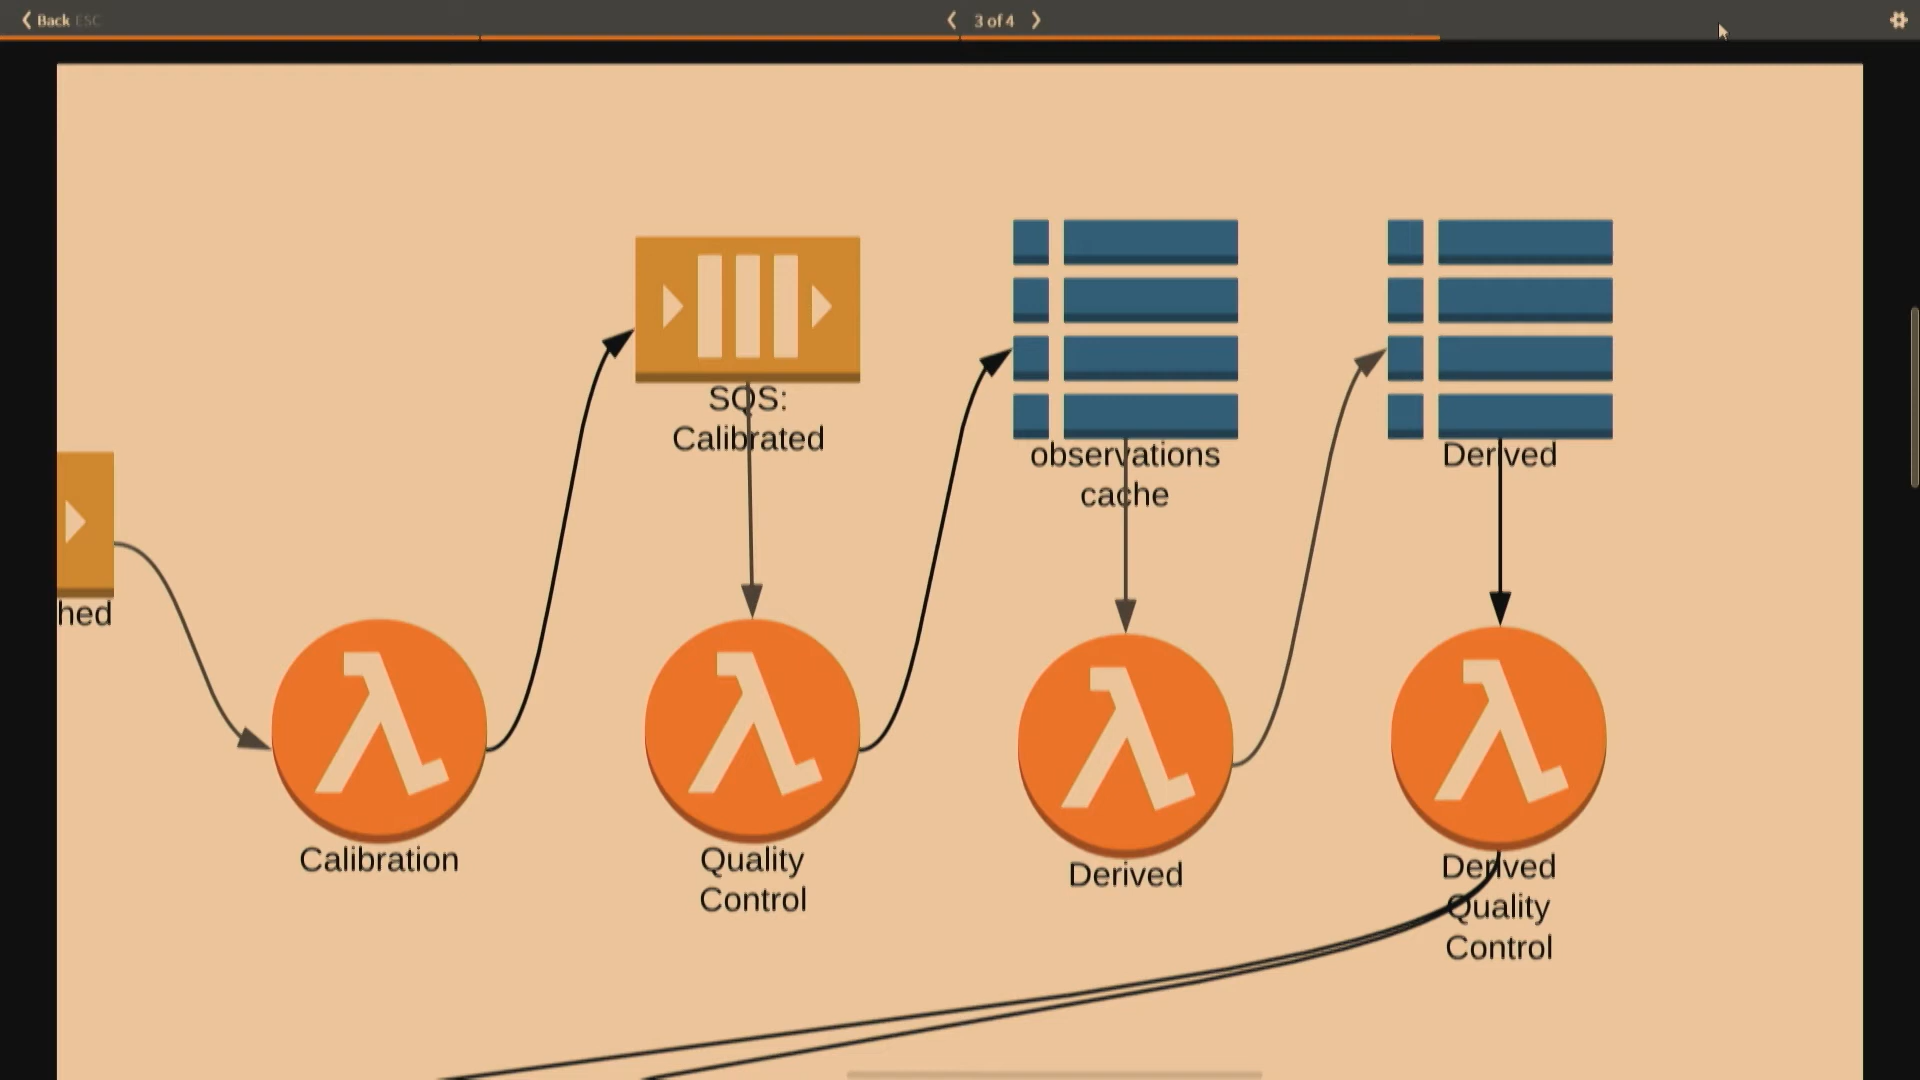 Back ESC
3 of 4
SQS:
Calibrated
observations
cache
Derived
hed
Calibration
Quality
Control
Derived
Derived
Quality
Control